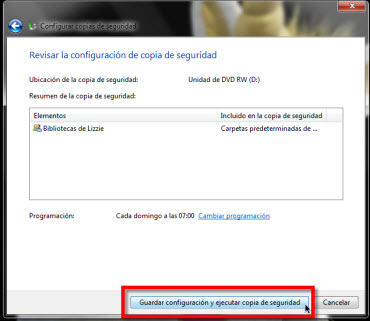 Configurar copias de seguridad
Revisar la configuración de copia de seguridad
Ubicación de la copia de seguridad: Unidad de DVD RW (D:)
Resumen de la copia de seguridad:
Elementos Incluido en la copia de seguridad
Bibliotecas de Lizzie Carpetas predeterminadas de ...
Programación: Cada domingo a las 07:00 Cambiar programación
Guardar configuración y ejecutar copia de seguridad Cancelar